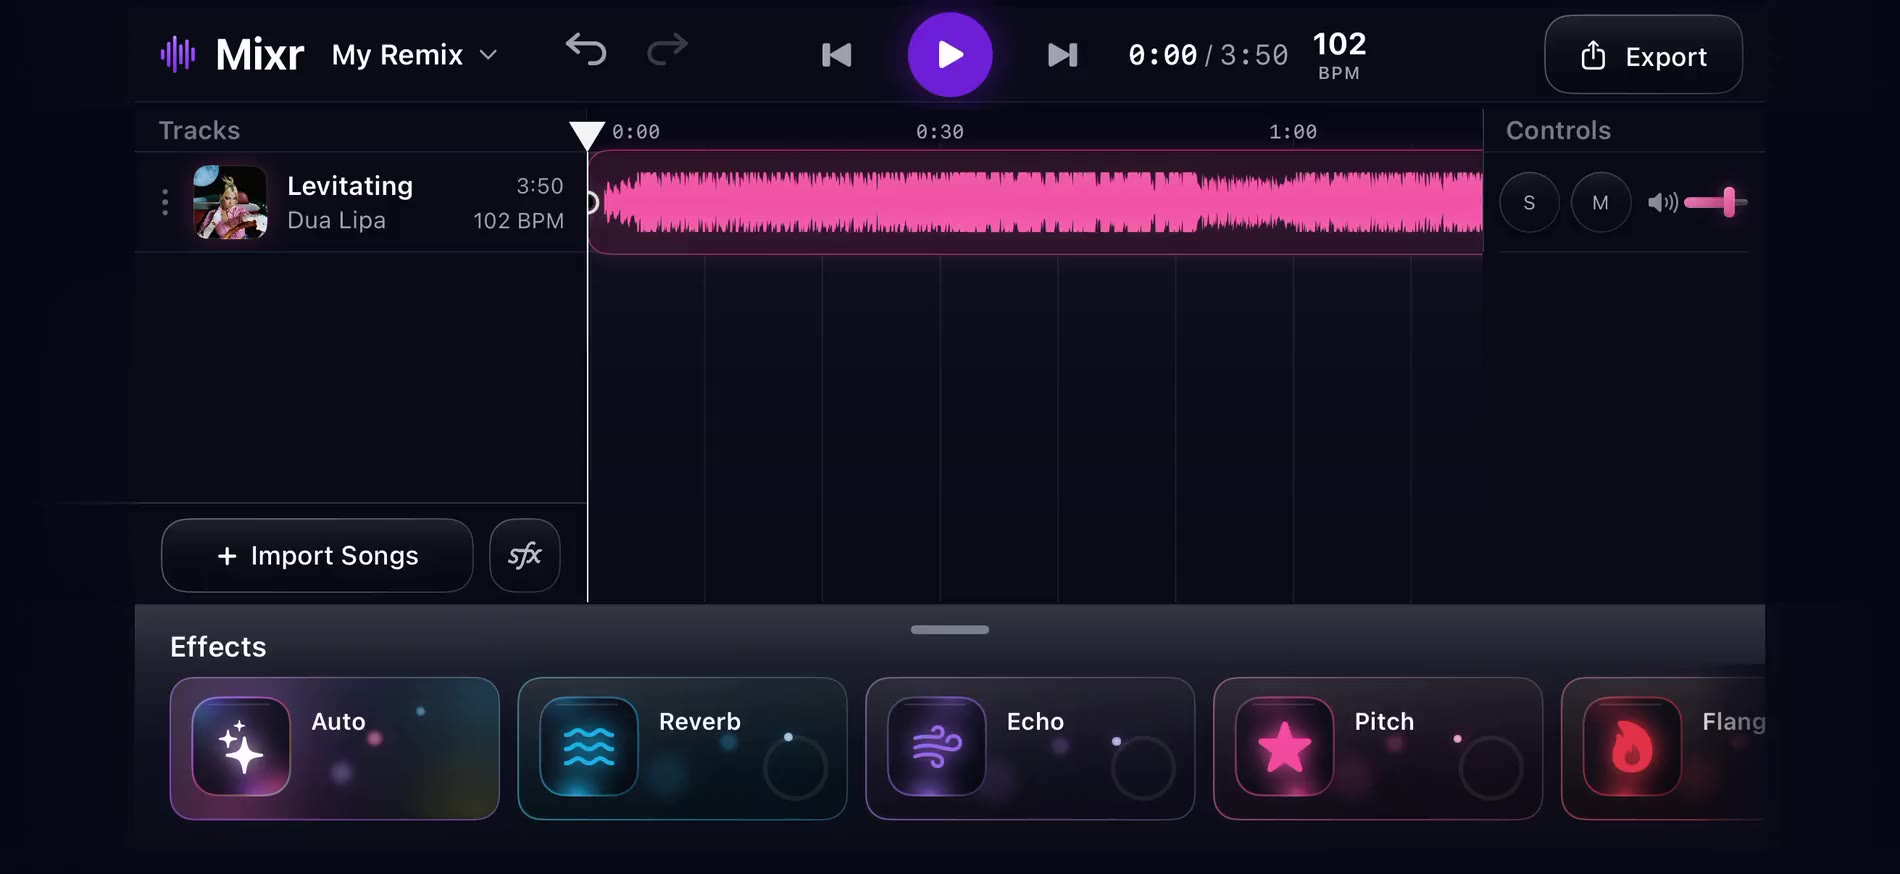 Mixr
My Remix
0:00 / 3:50
102
BPM
Export
Tracks
0:00
0:30
1:00
Controls
Levitating
3:50
Dua Lipa
102 BPM
S
M
+ Import Songs
sfx
Effects
Auto
Reverb
Echo
Pitch
Flang